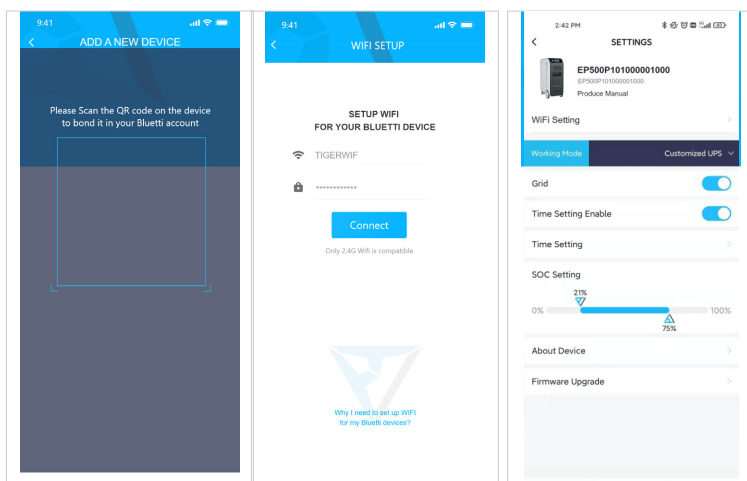 9:41
ADD A NEW DEVICE
Please Scan the QR code on the device
to bond it in your Bluetti account
9:41
WIFI SETUP
SETUP WIFI
FOR YOUR BLUETTI DEVICE
TIGERWIF
************
Connect
Only 2.4G Wifi is compatible
Why I need to set up WIFI
for my Bluetti devices?
2:42 PM
SETTINGS
EP500P101000001000
EP500P101000001000
Produce Manual
WiFi Setting
Working Mode
Customized UPS
Grid
Time Setting Enable
Time Setting
SOC Setting
21%
0%
100%
75%
About Device
Firmware Upgrade